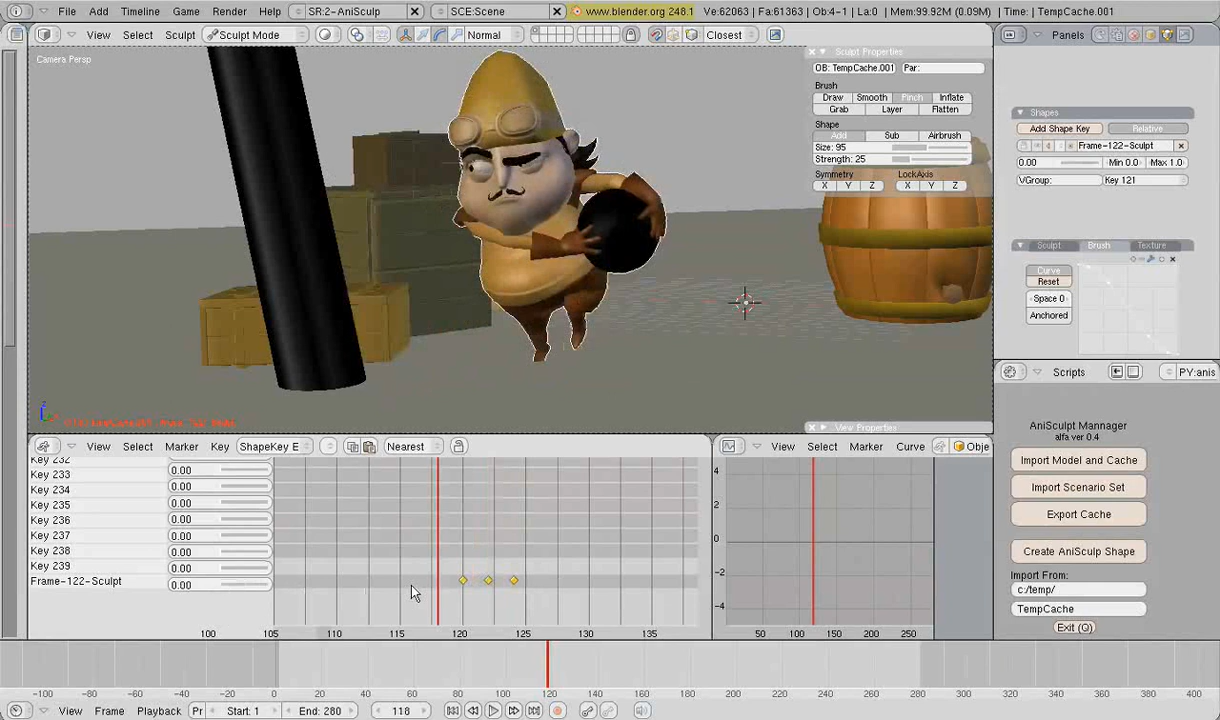 File Add Timeline Game Render Help SR:2-AniSculp SCE:Scene www.blender.org 248.1 Ve:62063 | Fa:61363 | Ob:4-1 | La:0 | Mem:99.92M (0.09M) | Time: | TempCache.001
View Select Sculpt Sculpt Mode Normal Closest
Panels
Camera Persp
Sculpt Properties
OB: TempCache.001 Par:
Brush
Draw Smooth Pinch Inflate
Grab Layer Flatten
Shape
Add Sub Airbrush
Size: 95
Strength: 25
Symmetry LockAxis
X Y Z X Y Z
View Properties
Shapes
Add Shape Key Relative
Frame-122-Sculpt
0.00 Min 0.0 Max 1.0
VGroup: Key 121
Sculpt Brush Texture
Curve
Reset
Space 0
Anchored
Scripts PY:anis
AniSculpt Mannager
alfa ver 0.4
Import Model and Cache
Import Scenario Set
Export Cache
Create AniSculp Shape
Import From:
c:/temp/
TempCache
Exit (Q)
View Select Marker Key ShapeKey E Nearest
Key 232
Key 233 0.00
Key 234 0.00
Key 235 0.00
Key 236 0.00
Key 237 0.00
Key 238 0.00
Key 239 0.00
Frame-122-Sculpt 0.00
100 105 110 115 120 125 130 135
View Select Marker Curve Obje
4
2
0
-2
-4
50 100 150 200 250
-100 -80 -60 -40 -20 0 20 40 60 80 100 120 140 160 180 200 220 240 260 280 300 320 340 360 380
View Frame Playback Pr Start: 1 End: 280 118